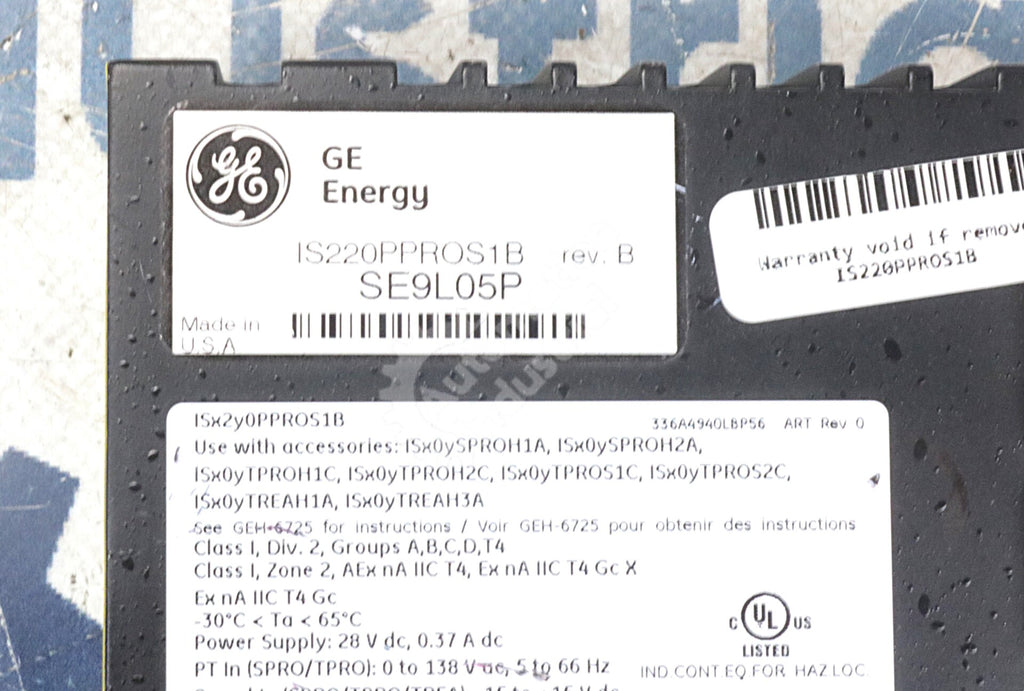 GE
GE
Energy
IS220PPROS1B rev. B
SE9L05P
Made in
U.S.A
Warranty void if
IS220PPROS1B
ISx2y0PPROS1B 336A4940LBP56 ART Rev 0
Use with accessories: ISx0ySPROH1A, ISx0ySPROH2A,
ISx0yTPROH1C, ISx0yTPROH2C, ISx0yTPROS1C, ISx0yTPROS2C,
ISx0yTREAH1A, ISx0yTREAH3A
See GEH-6725 for instructions / Voir GEH-6725 pour obtenir des instructions
Class I, Div. 2, Groups A,B,C,D,T4
Class I, Zone 2, AEx nA IIC T4, Ex nA IIC T4 Gc X
Ex nA IIC T4 Gc
-30°C < Ta < 65°C
Power Supply: 28 V dc, 0.37 A dc
PT In (SPRO/TPRO): 0 to 138 V ac, 5 to 66 Hz
C UL US
LISTED
IND.CONT.EQ.FOR HAZ.LOC.